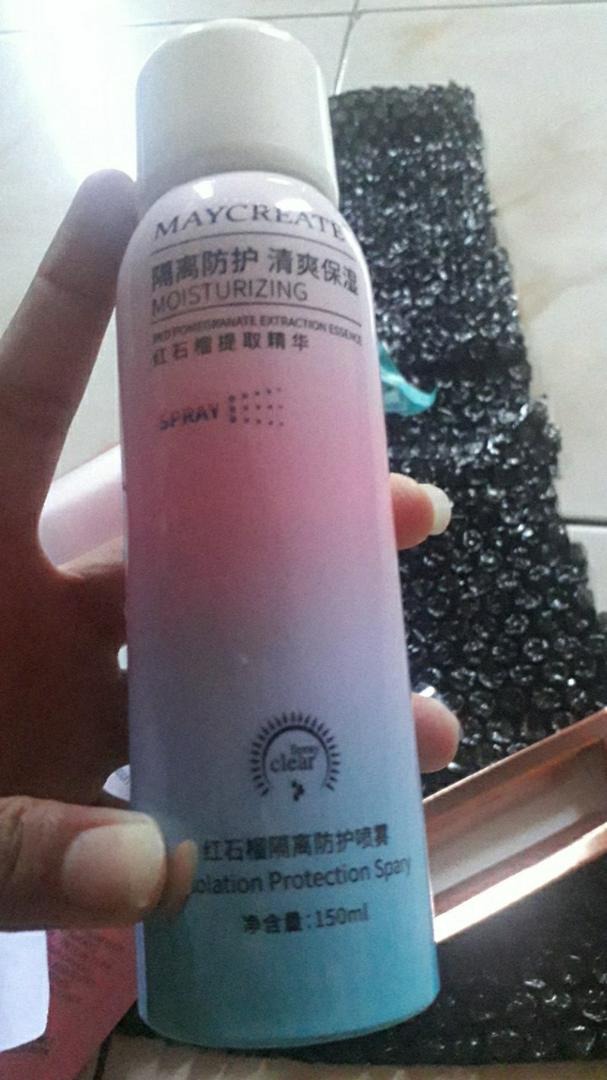 MAYCREATE
隔离防护 清爽保湿
MOISTURIZING
RED POMEGRANATE EXTRACTION ESSENCE
红石榴提取精华
SPRAY
clear
红石榴隔离防护喷雾
Protection Spary
净含量:150ml